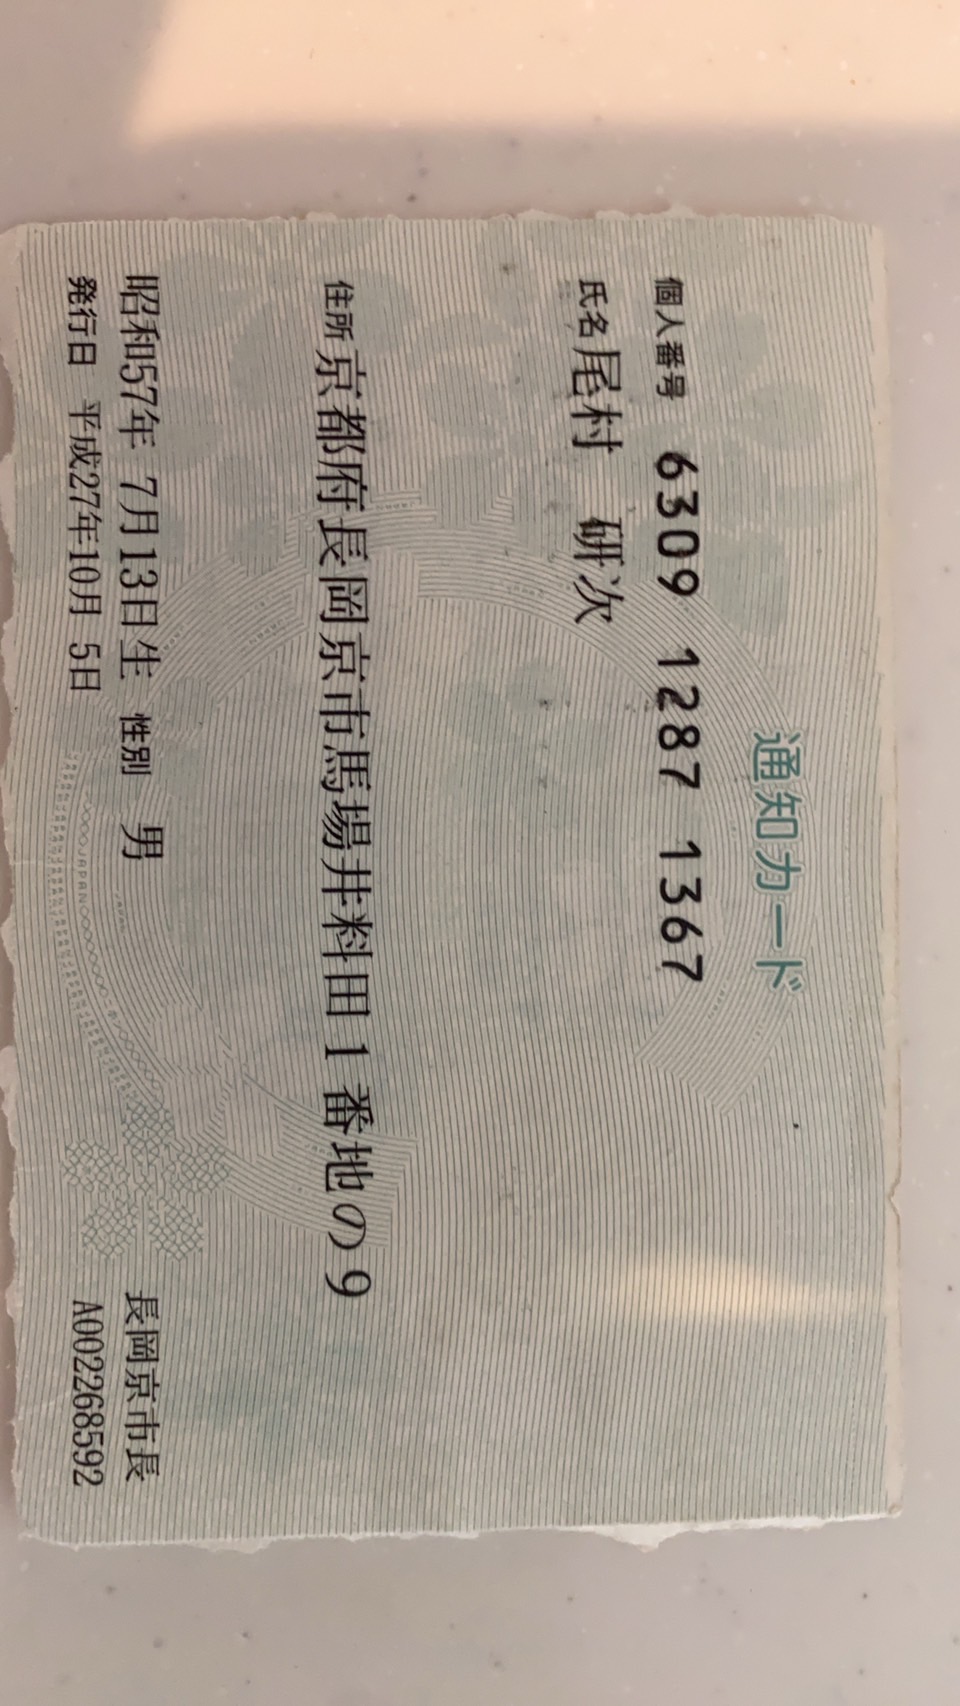 通知カード
個人番号 6309 1287 1367
氏名 尾村 研次
住所 京都府長岡京市馬場井料田1番地の9
昭和57年 7月13日生 性別 男
長岡京市長
発行日 平成27年10月 5日
A002268592